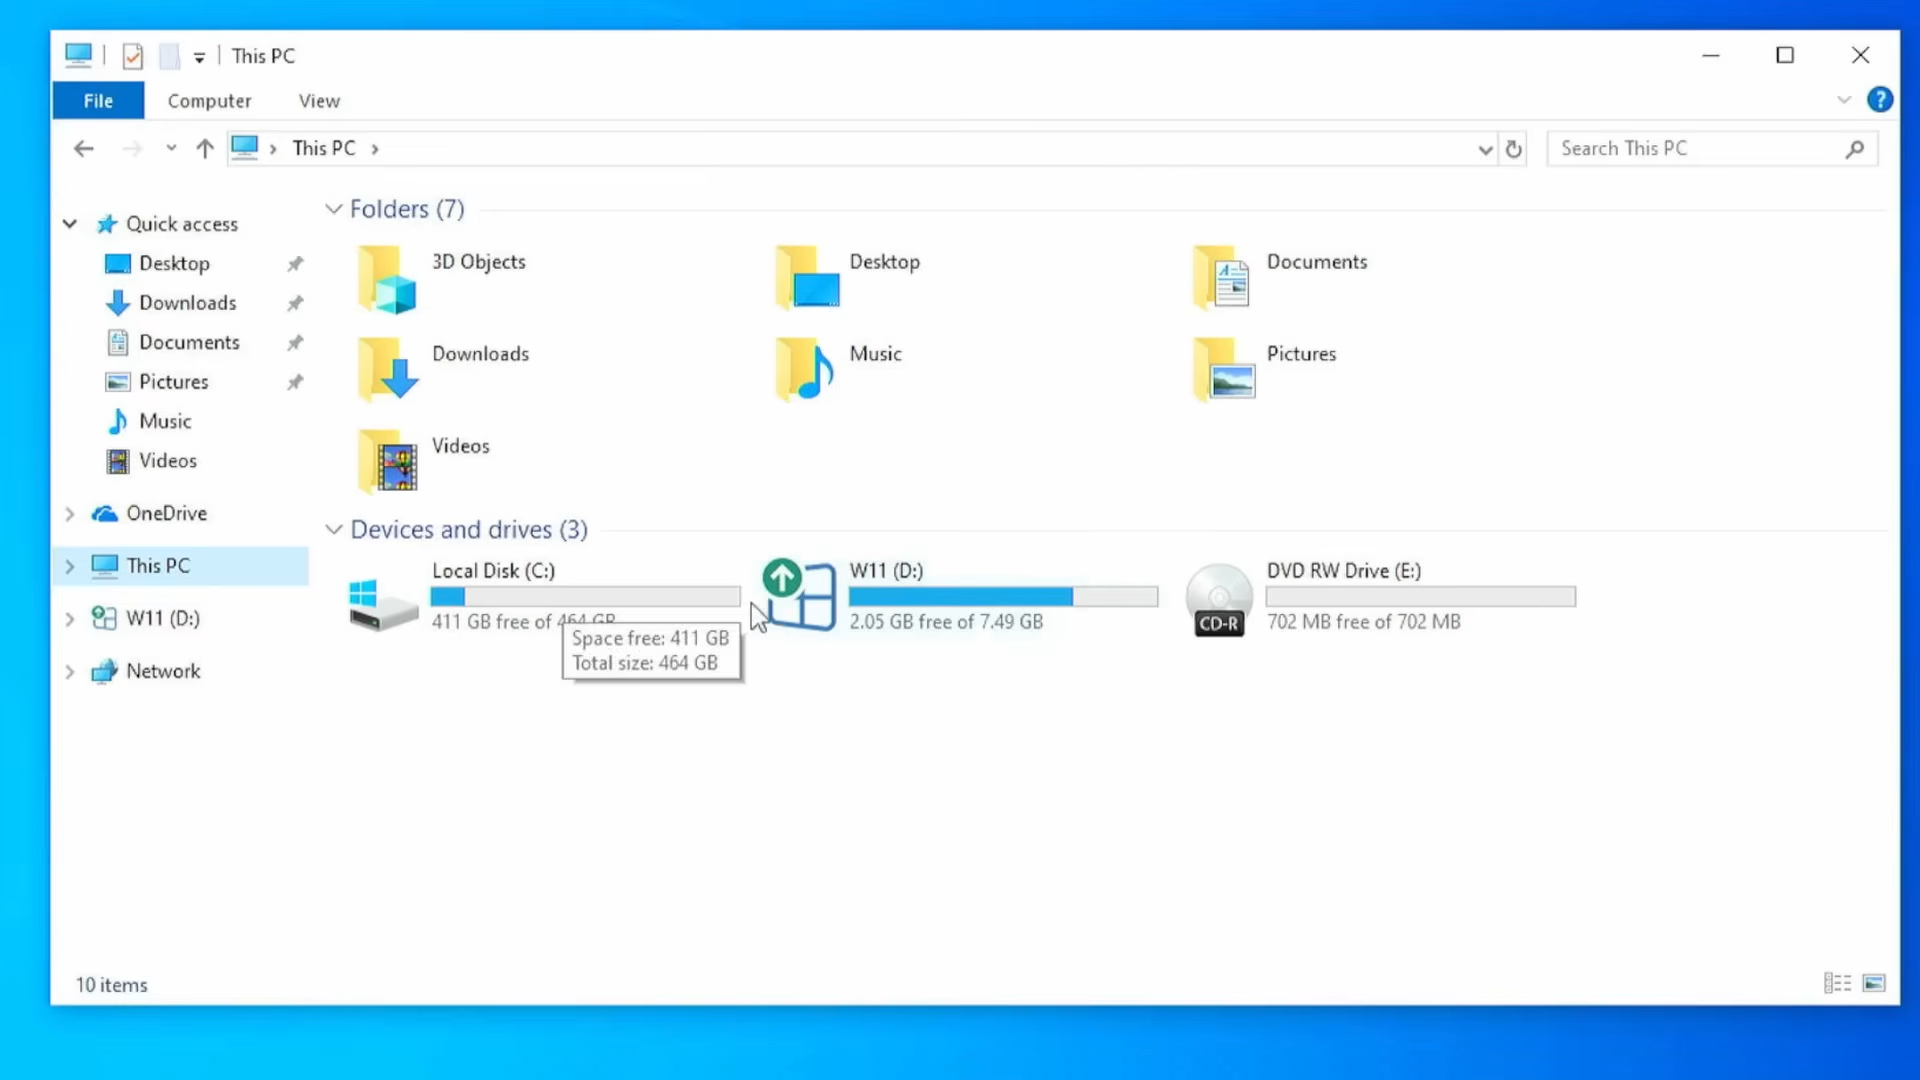 This PC
File Computer View
This PC
Search This PC
Quick access
Desktop
Downloads
Documents
Pictures
Music
Videos
OneDrive
This PC
W11 (D:)
Network
Folders (7)
3D Objects
Desktop
Documents
Downloads
Music
Pictures
Videos
Devices and drives (3)
Local Disk (C:)
411 GB free of 464 GB
Space free: 411 GB
Total size: 464 GB
W11 (D:)
2.05 GB free of 7.49 GB
DVD RW Drive (E:)
CD-R
702 MB free of 702 MB
10 items